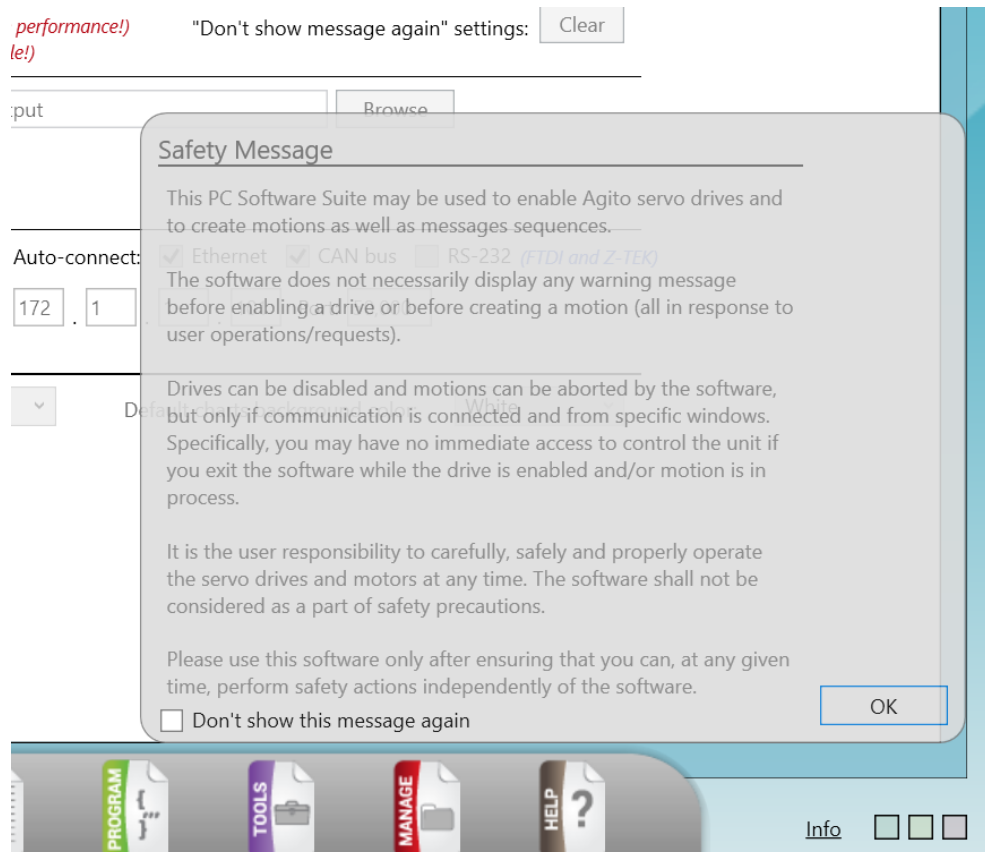 performance!) "Don't show message again" settings: Clear
le!)
tput Browse
Safety Message
This PC Software Suite may be used to enable Agito servo drives and
to create motions as well as messages sequences.
Auto-connect: Ethernet CAN bus RS-232 (FTDI and Z-TEK)
The software does not necessarily display any warning message
172 . 1 .
before enabling a drive or before creating a motion (all in response to
user operations/requests).
Drives can be disabled and motions can be aborted by the software,
Default charts background color: White
but only if communication is connected and from specific windows.
Specifically, you may have no immediate access to control the unit if
you exit the software while the drive is enabled and/or motion is in
process.
It is the user responsibility to carefully, safely and properly operate
the servo drives and motors at any time. The software shall not be
considered as a part of safety precautions.
Please use this software only after ensuring that you can, at any given
time, perform safety actions independently of the software.
Don't show this message again
OK
PROGRAM
TOOLS
MANAGE
HELP
?
Info